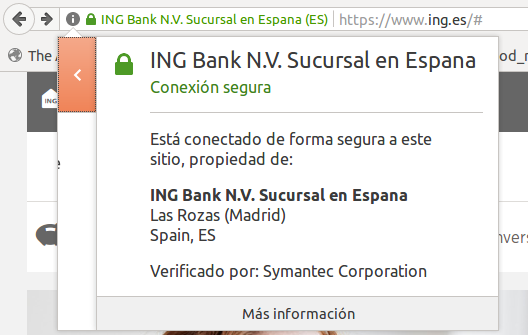 ING Bank N.V. Sucursal en Espana (ES) https://www.ing.es/#
The
ING Bank N.V. Sucursal en Espana
Conexión segura
Está conectado de forma segura a este
sitio, propiedad de:
ING Bank N.V. Sucursal en Espana
Las Rozas (Madrid)
Spain, ES
Verificado por: Symantec Corporation
Más información
ING